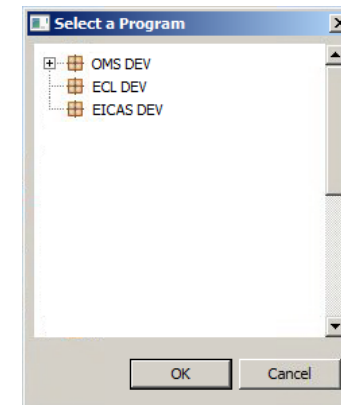 Select a Program
OMS DEV
ECL DEV
EICAS DEV
OK Cancel